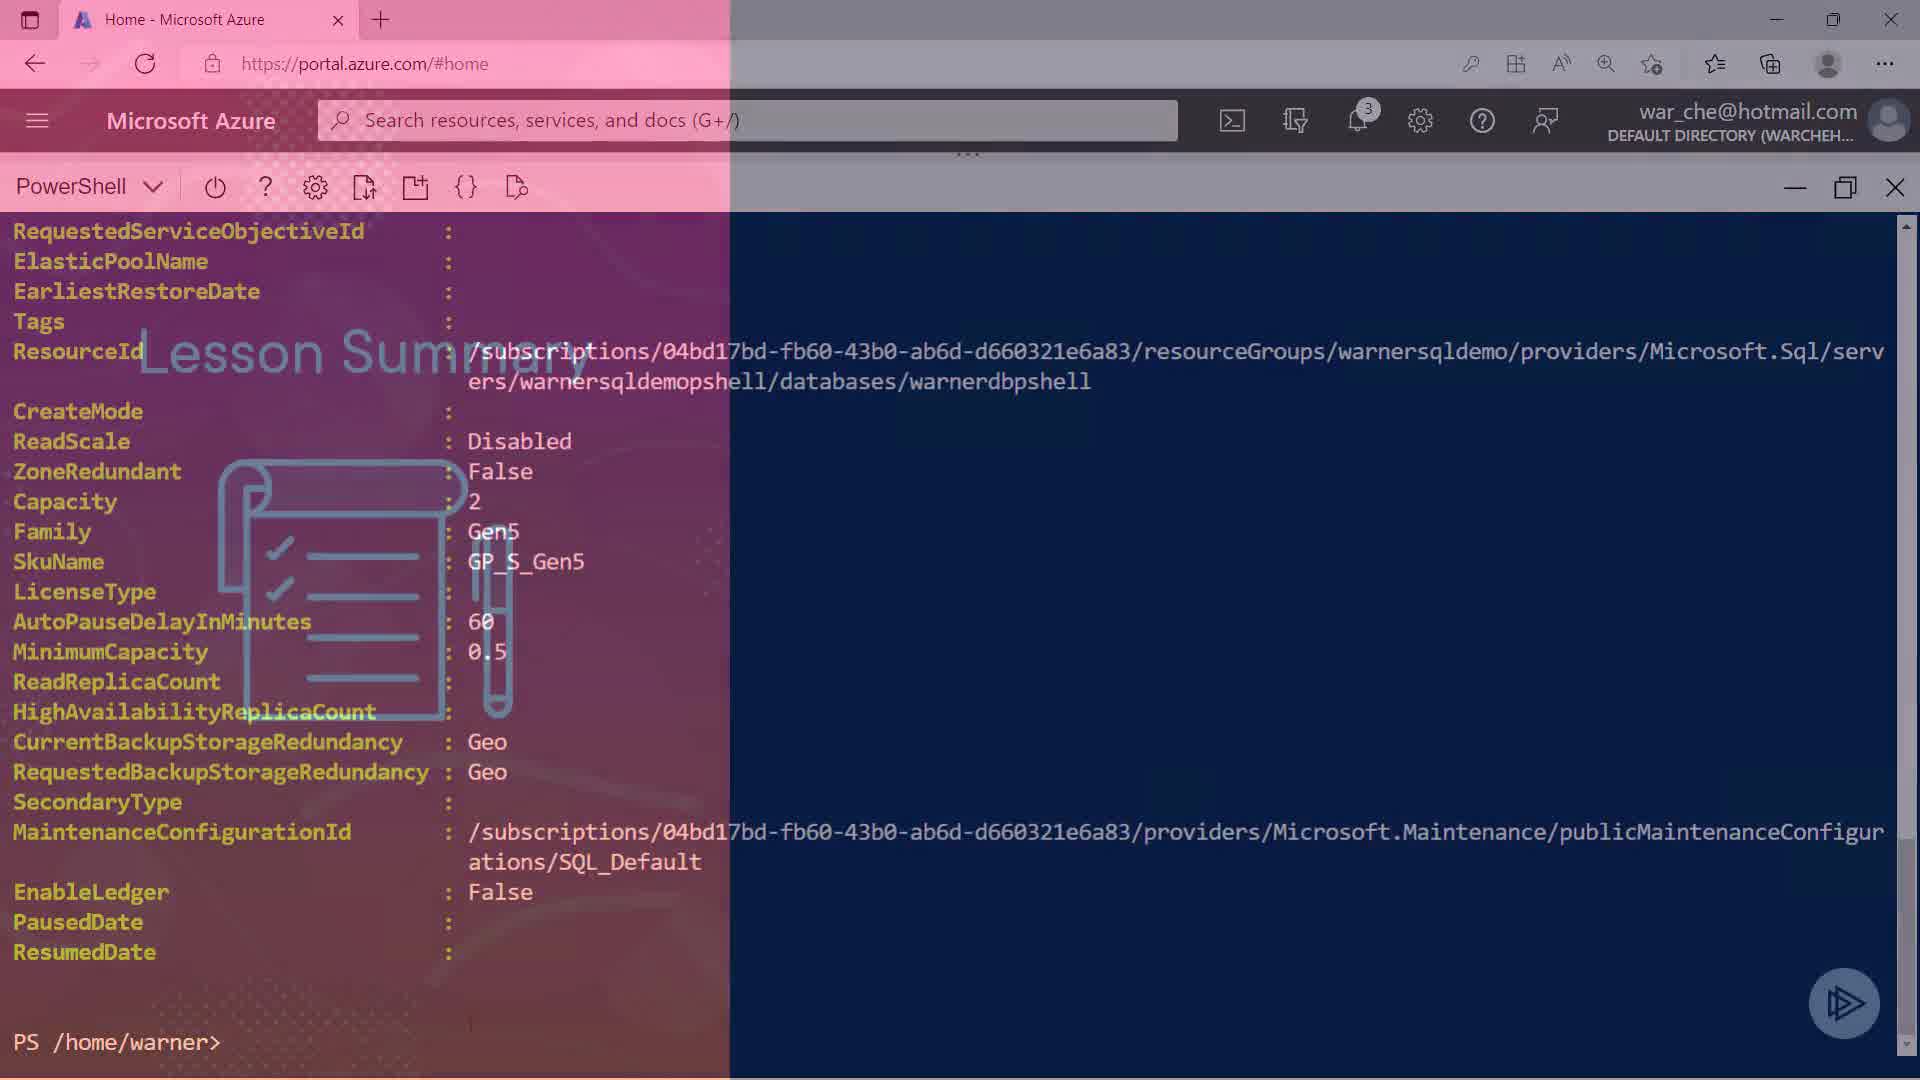 Home - Microsoft Azure
https://portal.azure.com/#home
Microsoft Azure
Search resources, services, and docs (G+/)
3
war_che@hotmail.com
DEFAULT DIRECTORY (WARCHEH...
PowerShell
RequestedServiceObjectiveId :
ElasticPoolName :
EarliestRestoreDate :
Tags :
Lesson Summary
ResourceId : /subscriptions/04bd17bd-fb60-43b0-ab6d-d660321e6a83/resourceGroups/warnersqldemo/providers/Microsoft.Sql/serv
ers/warnersqldemopshell/databases/warnerdbpshell
CreateMode :
ReadScale : Disabled
ZoneRedundant : False
Capacity : 2
Family : Gen5
SkuName : GP_S_Gen5
LicenseType :
AutoPauseDelayInMinutes : 60
MinimumCapacity : 0.5
ReadReplicaCount :
HighAvailabilityReplicaCount :
CurrentBackupStorageRedundancy : Geo
RequestedBackupStorageRedundancy : Geo
SecondaryType :
MaintenanceConfigurationId : /subscriptions/04bd17bd-fb60-43b0-ab6d-d660321e6a83/providers/Microsoft.Maintenance/publicMaintenanceConfigur
ations/SQL_Default
EnableLedger : False
PausedDate :
ResumedDate :
PS /home/warner>